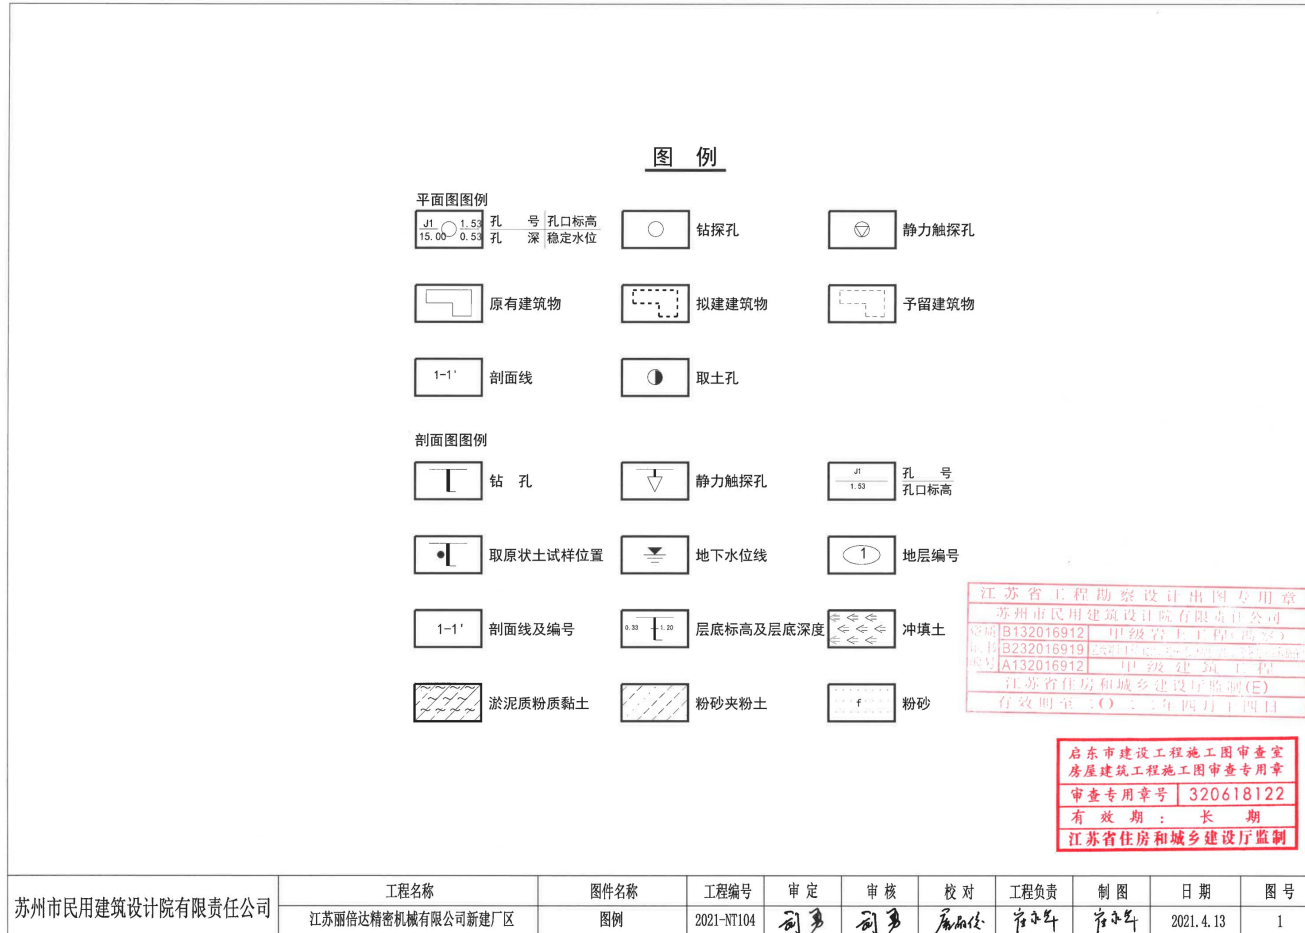 图 例
平面图图例
J1 1.53 孔 号 孔口标高
15.00 0.53 孔 深 稳定水位
钻探孔
静力触探孔
原有建筑物
拟建建筑物
予留建筑物
1-1' 剖面线
取土孔
剖面图图例
钻 孔
静力触探孔
J1 孔 号
1.53 孔口标高
取原状土试样位置
地下水位线
1 地层编号
1-1' 剖面线及编号
0.33 1.20 层底标高及层底深度
冲填土
淤泥质粉质黏土
粉砂夹粉土
f 粉砂
江苏省工程勘察设计出图专用章
苏州市民用建筑设计院有限责任公司
B132016912 甲级岩土工程
B232016919
A132016912 甲级建筑工程
江苏省住房和城乡建设厅监制(E)
有效期至
启东市建设工程施工图审查室
房屋建筑工程施工图审查专用章
审查专用章号 320618122
有效期: 长期
江苏省住房和城乡建设厅监制
苏州市民用建筑设计院有限责任公司
工程名称 图件名称 工程编号 审定 审核 校对 工程负责 制图 日期 图号
江苏丽倍达精密机械有限公司新建厂区 图例 2021-NT104 2021.4.13 1